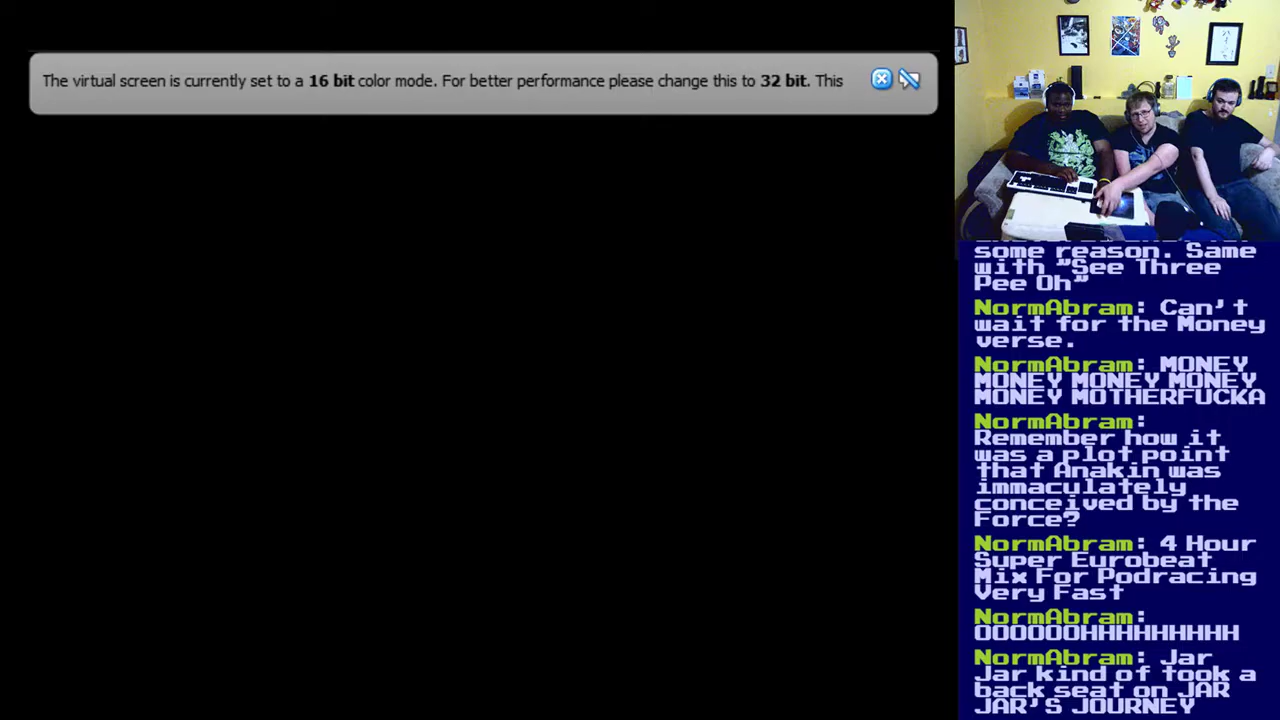 The virtual screen is currently set to a 16 bit color mode. For better performance please change this to 32 bit. This
some reason. Same
with "See Three
Pee Oh"
NormAbram: Can't
wait for the Money
verse.
NormAbram: MONEY
MONEY MONEY MONEY
MONEY MOTHERFUCKA
NormAbram:
Remember how it
was a plot point
that Anakin was
immaculately
conceived by the
Force?
NormAbram: 4 Hour
Super Eurobeat
Mix For Podracing
Very Fast
NormAbram:
OOOOOOHHHHHHHHH
NormAbram: Jar
Jar kind of took a
back seat on JAR
JAR'S JOURNEY